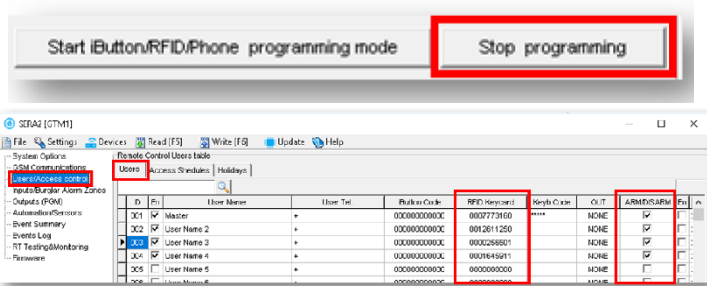 Start iButton/RFID/Phone programming mode Stop programming
SERA2 [GTM1]
File Settings Devices Read [F5] Write [F6] Update Help
System Options
GSM Communications
Users/Access control
Inputs/Burglar Alarm Zones
Outputs (PGM)
Automation/Sensors
Event Summary
Events Log
RT Testing&Monitoring
Firmware
Remote Control Users table
Users Access Shedules Holidays
ID En User Name User Tel. Button Code RFID Keycard Keyb Code OUT ARM/DISARM En
001 Master + 000000000000 0007773160 ***** NONE
002 User Name 2 + 000000000000 0012611250 NONE
003 User Name 3 + 000000000000 0000256501 NONE
004 User Name 4 + 000000000000 0001645911 NONE
005 User Name 5 + 000000000000 0000000000 NONE